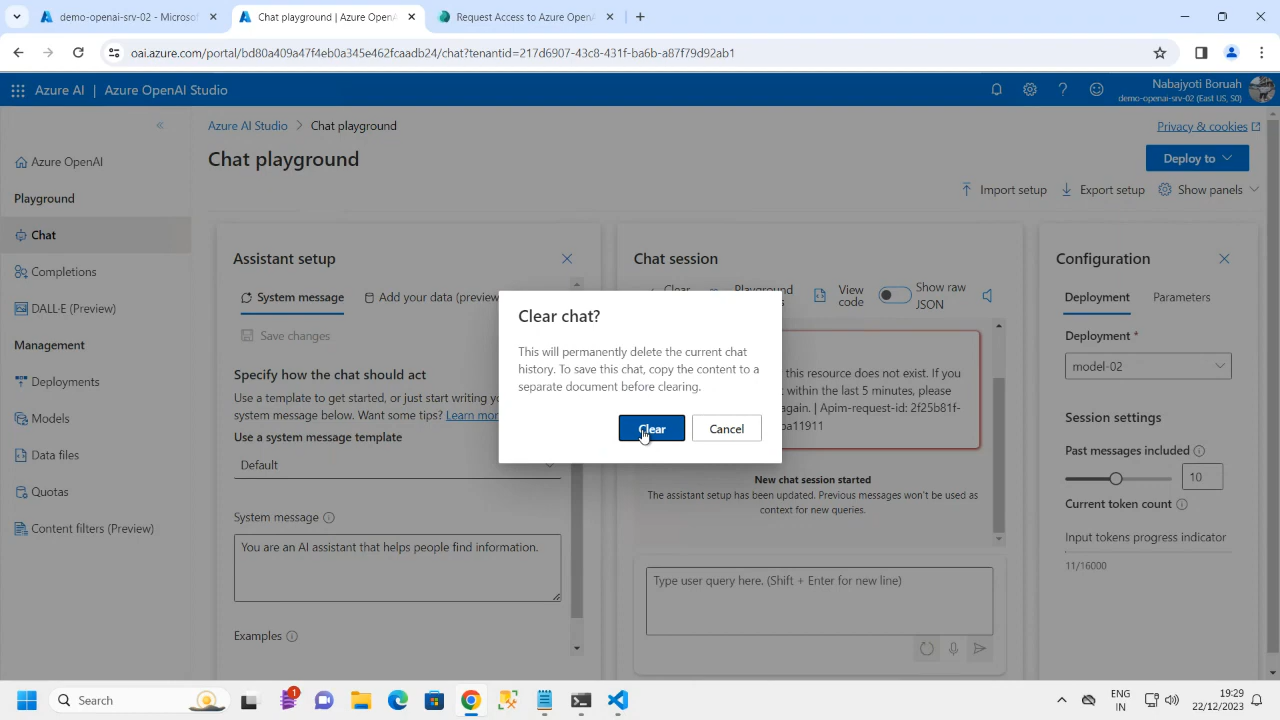 demo-openai-srv-02 - Microsof
Chat playground | Azure OpenA
Request Access to Azure OpenA
oai.azure.com/portal/bd80a409a47f4eb0a345e462fcaadb24/chat?tenantid=217d6907-43c8-431f-ba6b-a87f79d92ab1
Azure AI | Azure OpenAI Studio
Nabajyoti Boruah
demo-openai-srv-02 (East US, S0)
Azure AI Studio > Chat playground
Privacy & cookies
Chat playground
Deploy to
Import setup
Export setup
Show panels
Azure OpenAI
Playground
Chat
Completions
DALL-E (Preview)
Management
Deployments
Models
Data files
Quotas
Content filters (Preview)
Assistant setup
System message
Add your data (preview
Save changes
Specify how the chat should act
Use a template to get started, or just start writing yo
system message below. Want some tips? Learn mor
Use a system message template
Default
System message
You are an AI assistant that helps people find information.
Examples
Chat session
Clear
Playground
View
code
Show raw
JSON
this resource does not exist. If you
within the last 5 minutes, please
again. | Apim-request-id: 2f25b81f-
ba11911
New chat session started
The assistant setup has been updated. Previous messages won't be used as
context for new queries.
Type user query here. (Shift + Enter for new line)
Clear chat?
This will permanently delete the current chat
history. To save this chat, copy the content to a
separate document before clearing.
Clear
Cancel
Configuration
Deployment
Parameters
Deployment *
model-02
Session settings
Past messages included
10
Current token count
Input tokens progress indicator
11/16000
Search
1
ENG
IN
19:29
22/12/2023